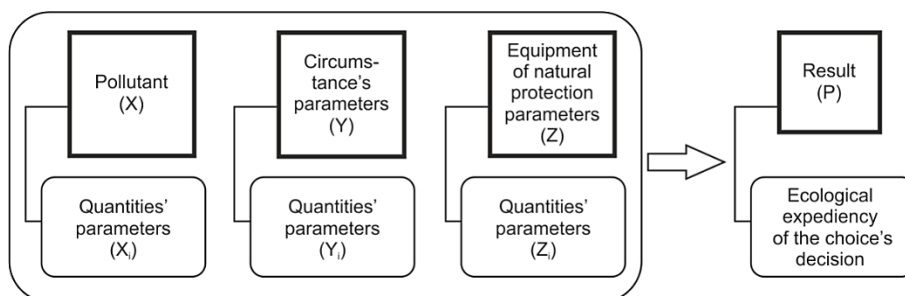 Pollutant
(X)
Circums-
tance's
parameters
(Y)
Equipment
of natural
protection
parameters
(Z)
Result
(P)
Quantities'
parameters
(Xᵢ)
Quantities'
parameters
(Yᵢ)
Quantities'
parameters
(Zᵢ)
Ecological
expediency
of the choice's
decision